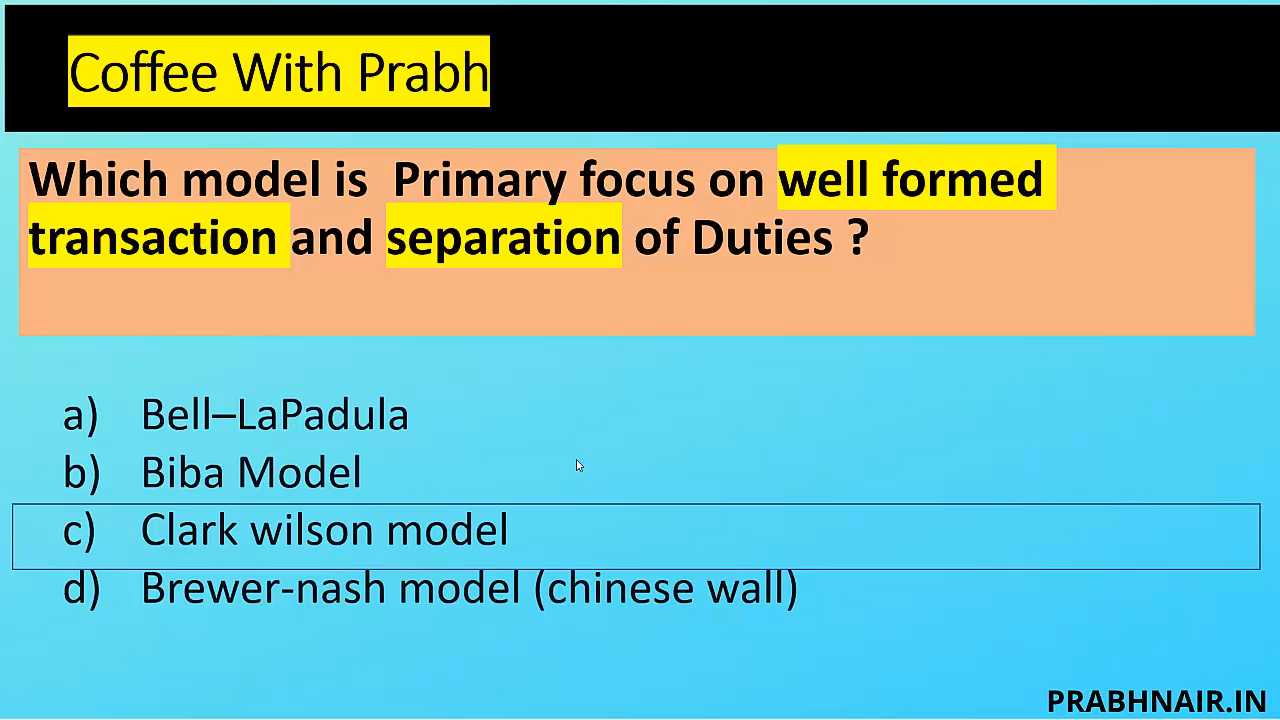 Coffee With Prabh
Which model is Primary focus on well formed
transaction and separation of Duties ?
a) Bell–LaPadula
b) Biba Model
c) Clark wilson model
d) Brewer-nash model (chinese wall)
PRABHNAIR.IN